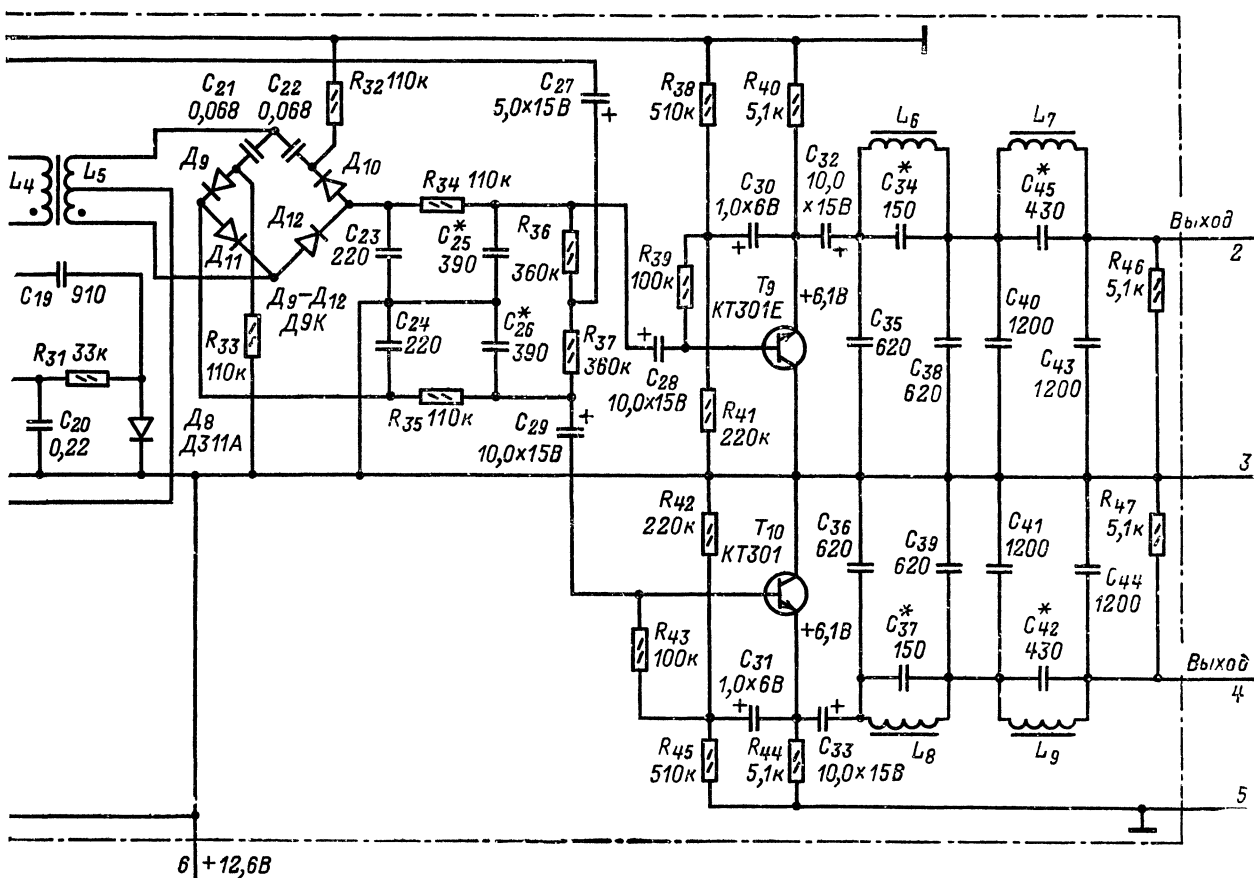 C21
0,068
C22
0,068
R32 110к
C27
5,0×15В
+
R38
510к
R40
5,1к
L6
L7
L4
L5
Д9
Д10
Д11
Д12
Д9–Д12
Д9К
R34 110к
C23
220
C*25
390
R36
360к
C30
1,0×6В
+
C32
10,0
×15В
+
C*34
150
C*45
430
Выход
2
R39
100к
T9
КТ301Е
+6,1В
R46
5,1к
C19
910
R33
110к
C24
220
C*26
390
R37
360к
C35
620
C38
620
C40
1200
C43
1200
R31 33к
C20
0,22
Д8
Д311А
R35 110к
C29
10,0×15В
+
C28
10,0×15В
+
R41
220к
3
R42
220к
T10
КТ301
+6,1В
C36
620
C39
620
C41
1200
C44
1200
R47
5,1к
R43
100к
C31
1,0×6В
+
C*37
150
C*42
430
Выход
4
R45
510к
R44
5,1к
C33
10,0×15В
+
L8
L9
5
6
+12,6В